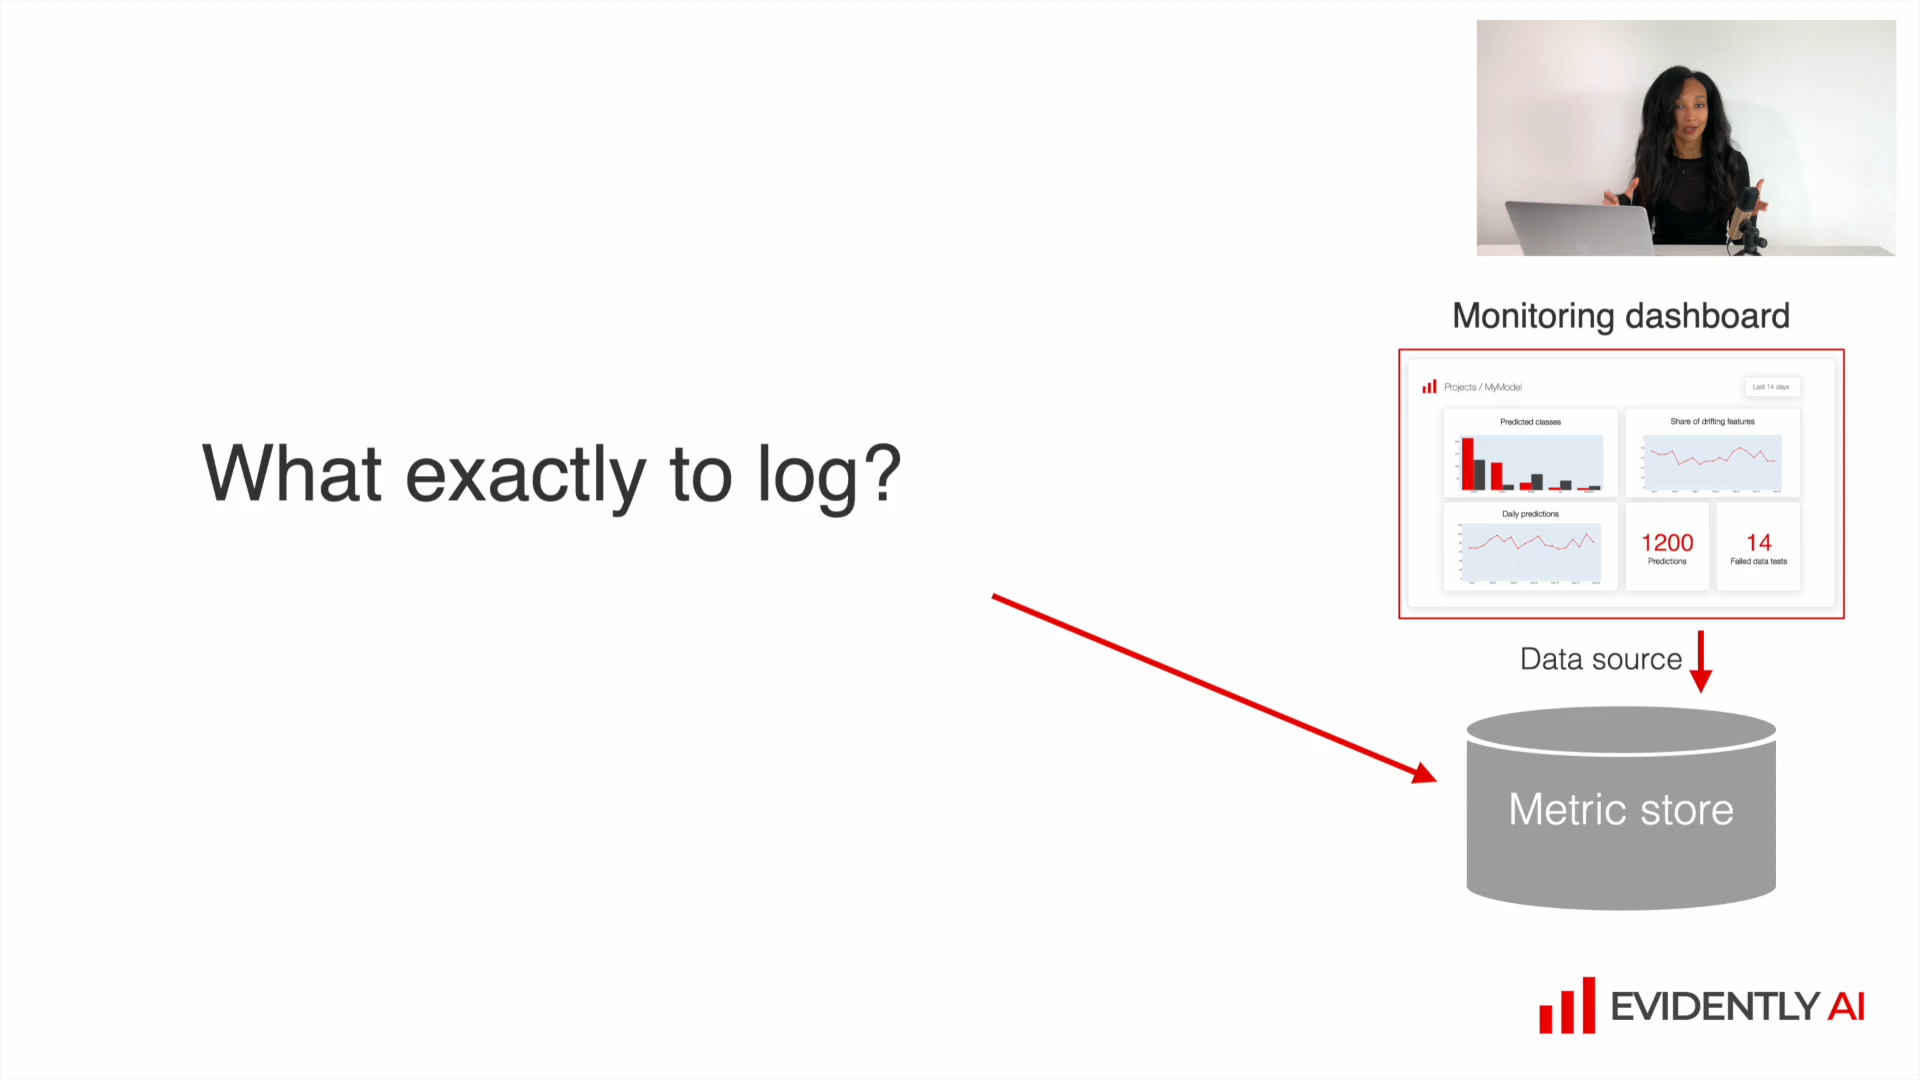 What exactly to log?
Monitoring dashboard
Projects / MyModel
Last 14 days
Predicted classes
Share of drifting features
Daily predictions
1200
Predictions
14
Failed data tests
Data source
Metric store
EVIDENTLY AI